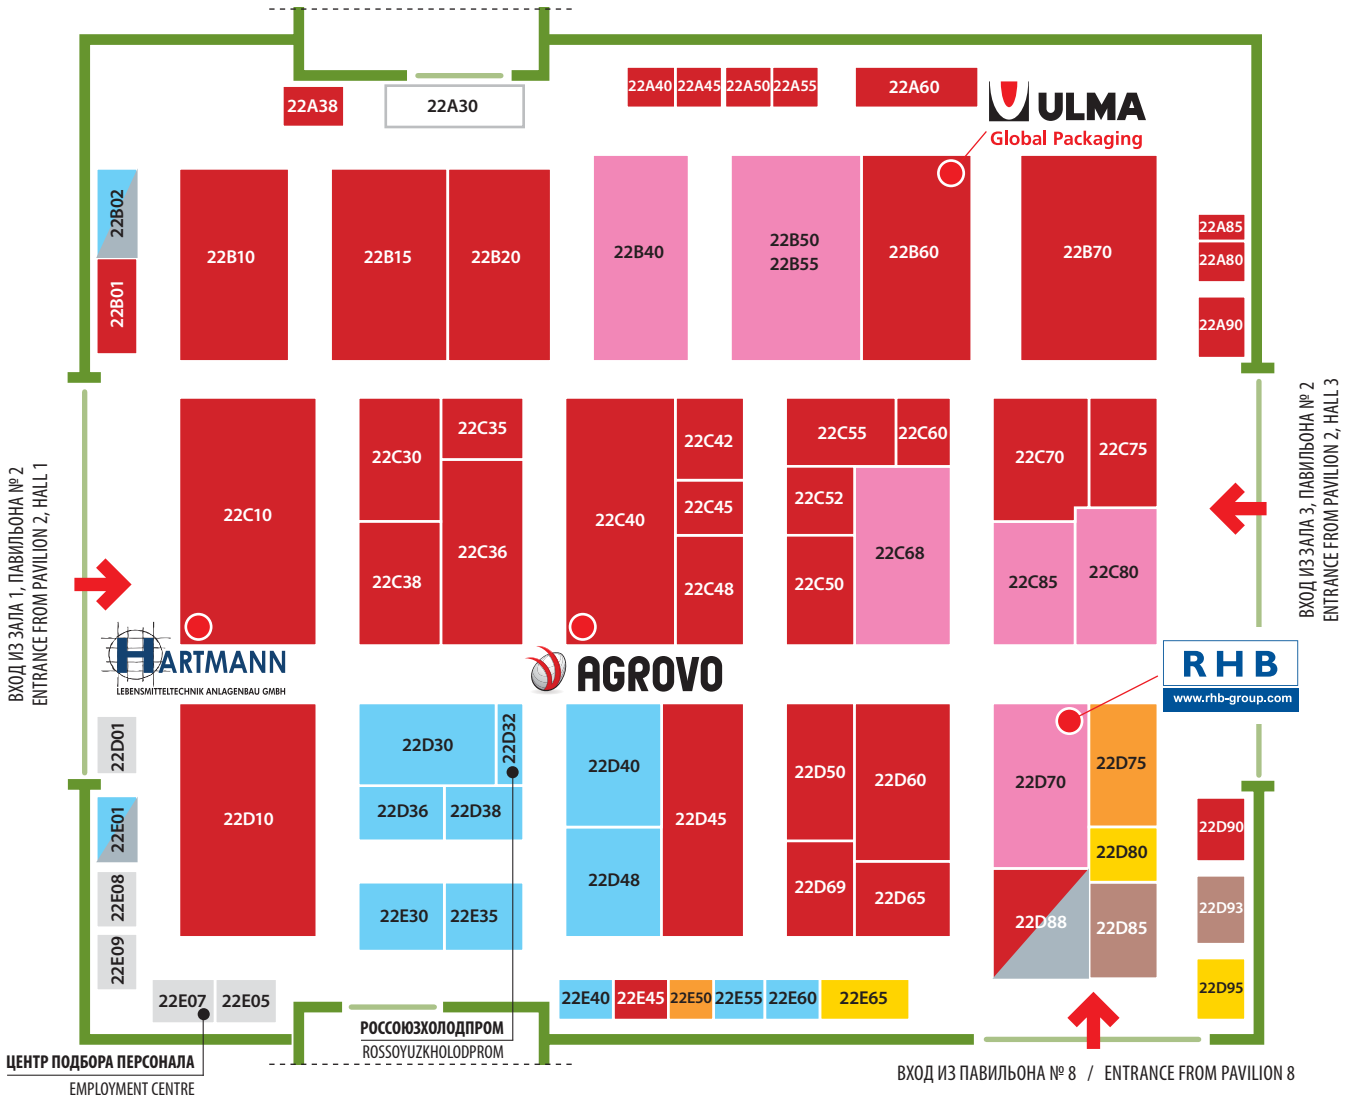 22A38
22A30
22A40
22A45
22A50
22A55
22A60
ULMA
Global Packaging
22B02
22B01
22B10
22B15
22B20
22B40
22B50
22B55
22B60
22B70
22A85
22A80
22A90
ВХОД ИЗ ЗАЛА 1, ПАВИЛЬОНА № 2
ENTRANCE FROM PAVILION 2, HALL 1
22C10
22C30
22C35
22C36
22C38
22C40
22C42
22C45
22C48
22C55
22C60
22C52
22C50
22C68
22C70
22C75
22C85
22C80
ВХОД ИЗ ЗАЛА 3, ПАВИЛЬОНА № 2
ENTRANCE FROM PAVILION 2, HALL 3
HARTMANN
LEBENSMITTELTECHNIK ANLAGENBAU GMBH
AGROVO
RHB
www.rhb-group.com
22D01
22E01
22E08
22E09
22D10
22D30
22D32
22D36
22D38
22E30
22E35
22D40
22D48
22D45
22D50
22D60
22D69
22D65
22D70
22D75
22D80
22D88
22D85
22D90
22D93
22D95
22E07
22E05
22E40
22E45
22E50
22E55
22E60
22E65
РОССОЮЗХОЛОДПРОМ
ROSSOYUZKHOLODPROM
ЦЕНТР ПОДБОРА ПЕРСОНАЛА
EMPLOYMENT CENTRE
ВХОД ИЗ ПАВИЛЬОНА № 8 / ENTRANCE FROM PAVILION 8